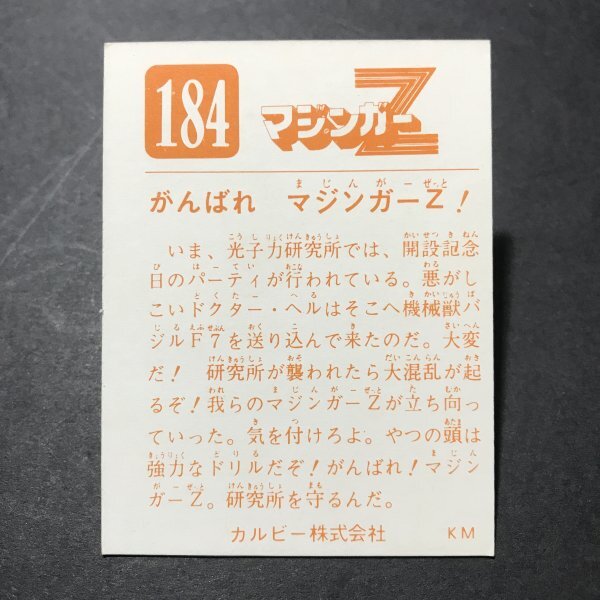 184
マジンガーZ
がんばれ マジンガーZ!
いま、光子力研究所では、開設記念
日のパーティが行われている。悪がし
こいドクター・ヘルはそこへ機械獣バ
ジルF7を送り込んで来たのだ。大変
だ! 研究所が襲われたら大混乱が起
るぞ!我らのマジンガーZが立ち向っ
ていった。気を付けろよ。やつの頭は
強力なドリルだぞ!がんばれ!マジン
ガーZ。研究所を守るんだ。
カルビー株式会社 KM